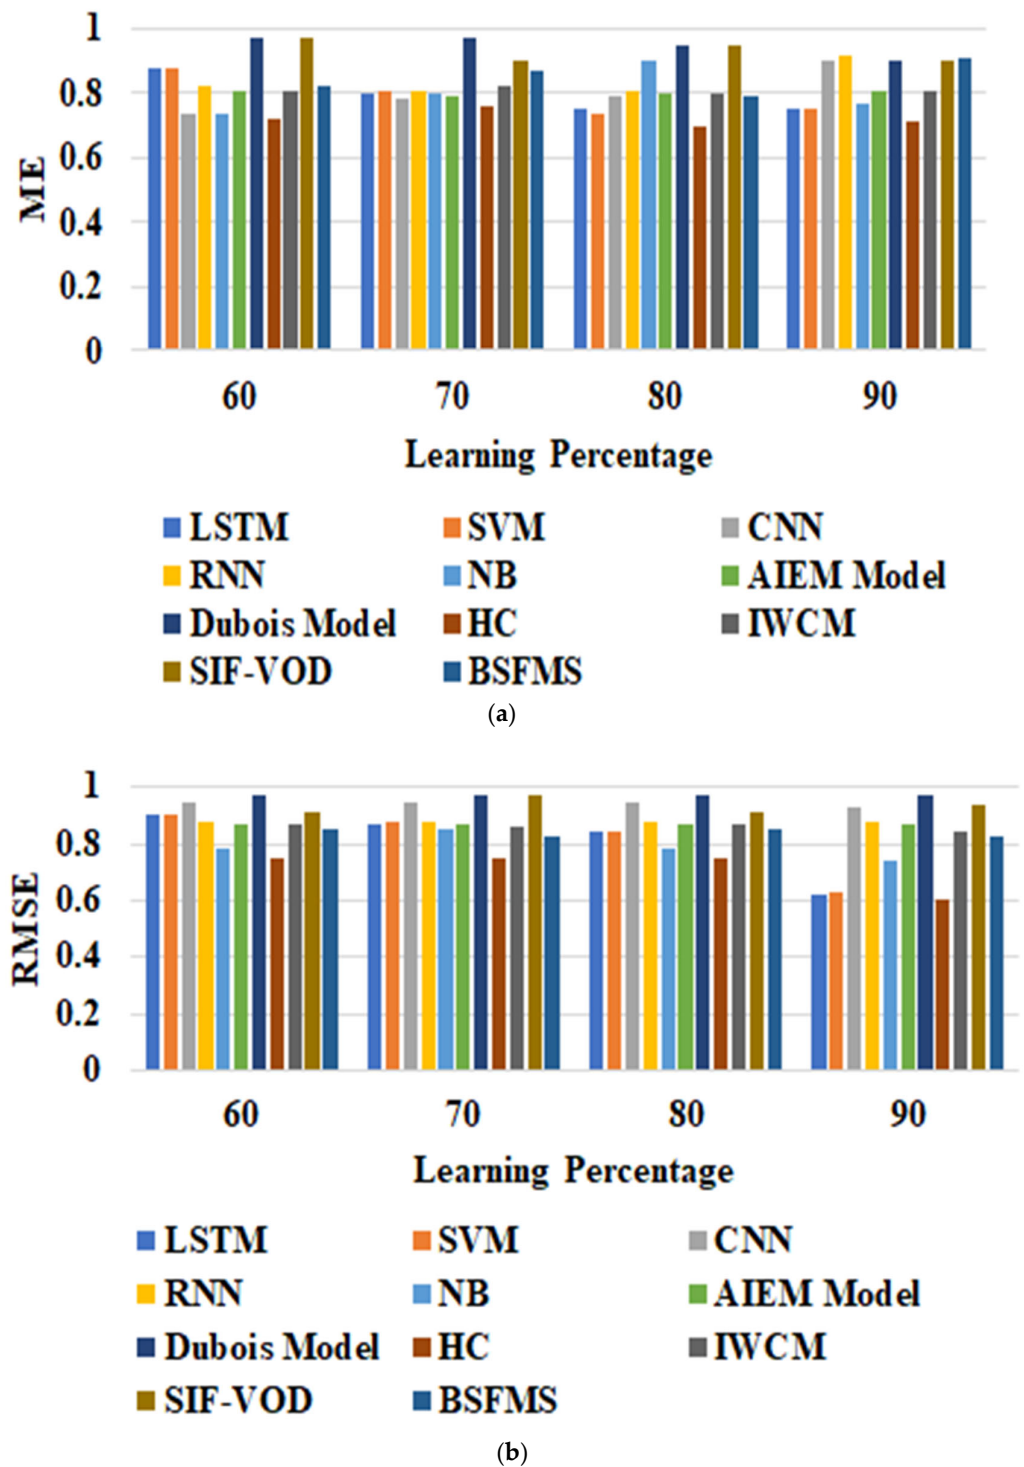 1
0.8
0.6
0.4
0.2
0
ME
60 70 80 90
Learning Percentage
LSTM SVM CNN
RNN NB AIEM Model
Dubois Model HC IWCM
SIF-VOD BSFMS
(a)
1
0.8
0.6
0.4
0.2
0
RMSE
60 70 80 90
Learning Percentage
LSTM SVM CNN
RNN NB AIEM Model
Dubois Model HC IWCM
SIF-VOD BSFMS
(b)